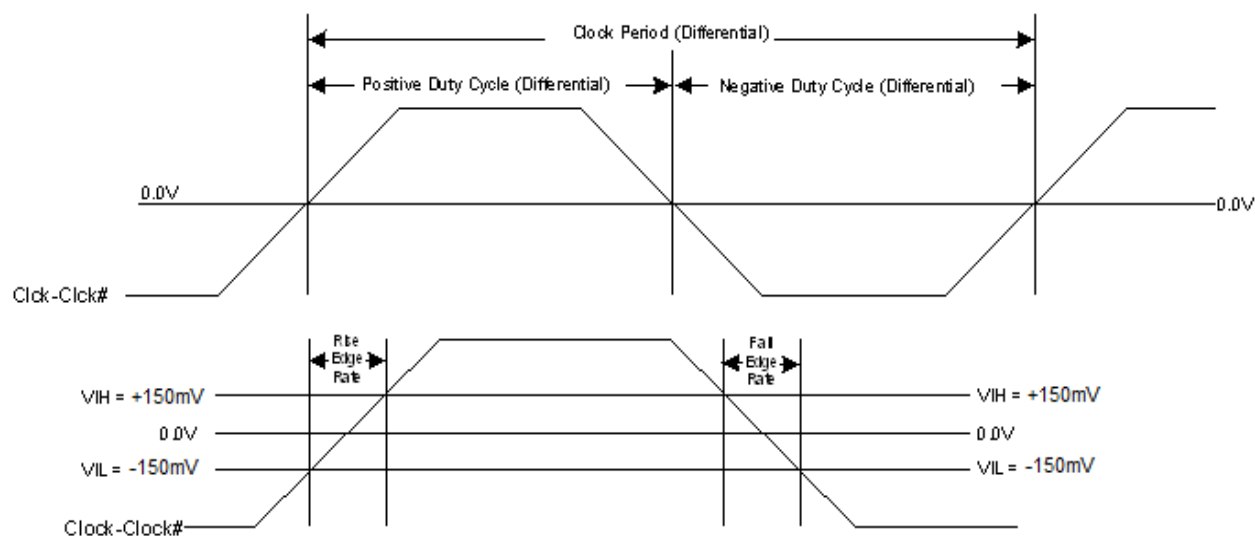 Clock Period (Differential)
Positive Duty Cycle (Differential)
Negative Duty Cycle (Differential)
0.0V
0.0V
Clck-Clck#
Rise
Edge
Rate
Fall
Edge
Rate
VIH = +150mV
VIH = +150mV
0.0V
0.0V
VIL = -150mV
VIL = -150mV
Clock-Clock#